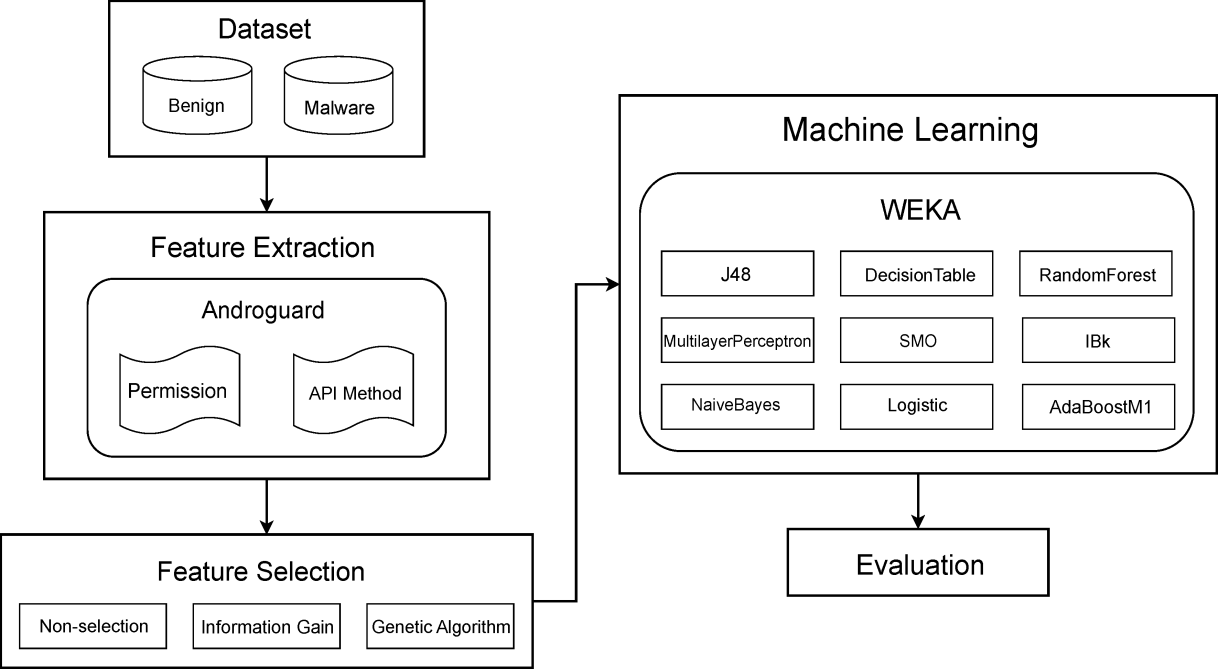 Dataset
Benign
Malware
Feature Extraction
Androguard
Permission
API Method
Feature Selection
Non-selection
Information Gain
Genetic Algorithm
Machine Learning
WEKA
J48
DecisionTable
RandomForest
MultilayerPerceptron
SMO
IBk
NaiveBayes
Logistic
AdaBoostM1
Evaluation